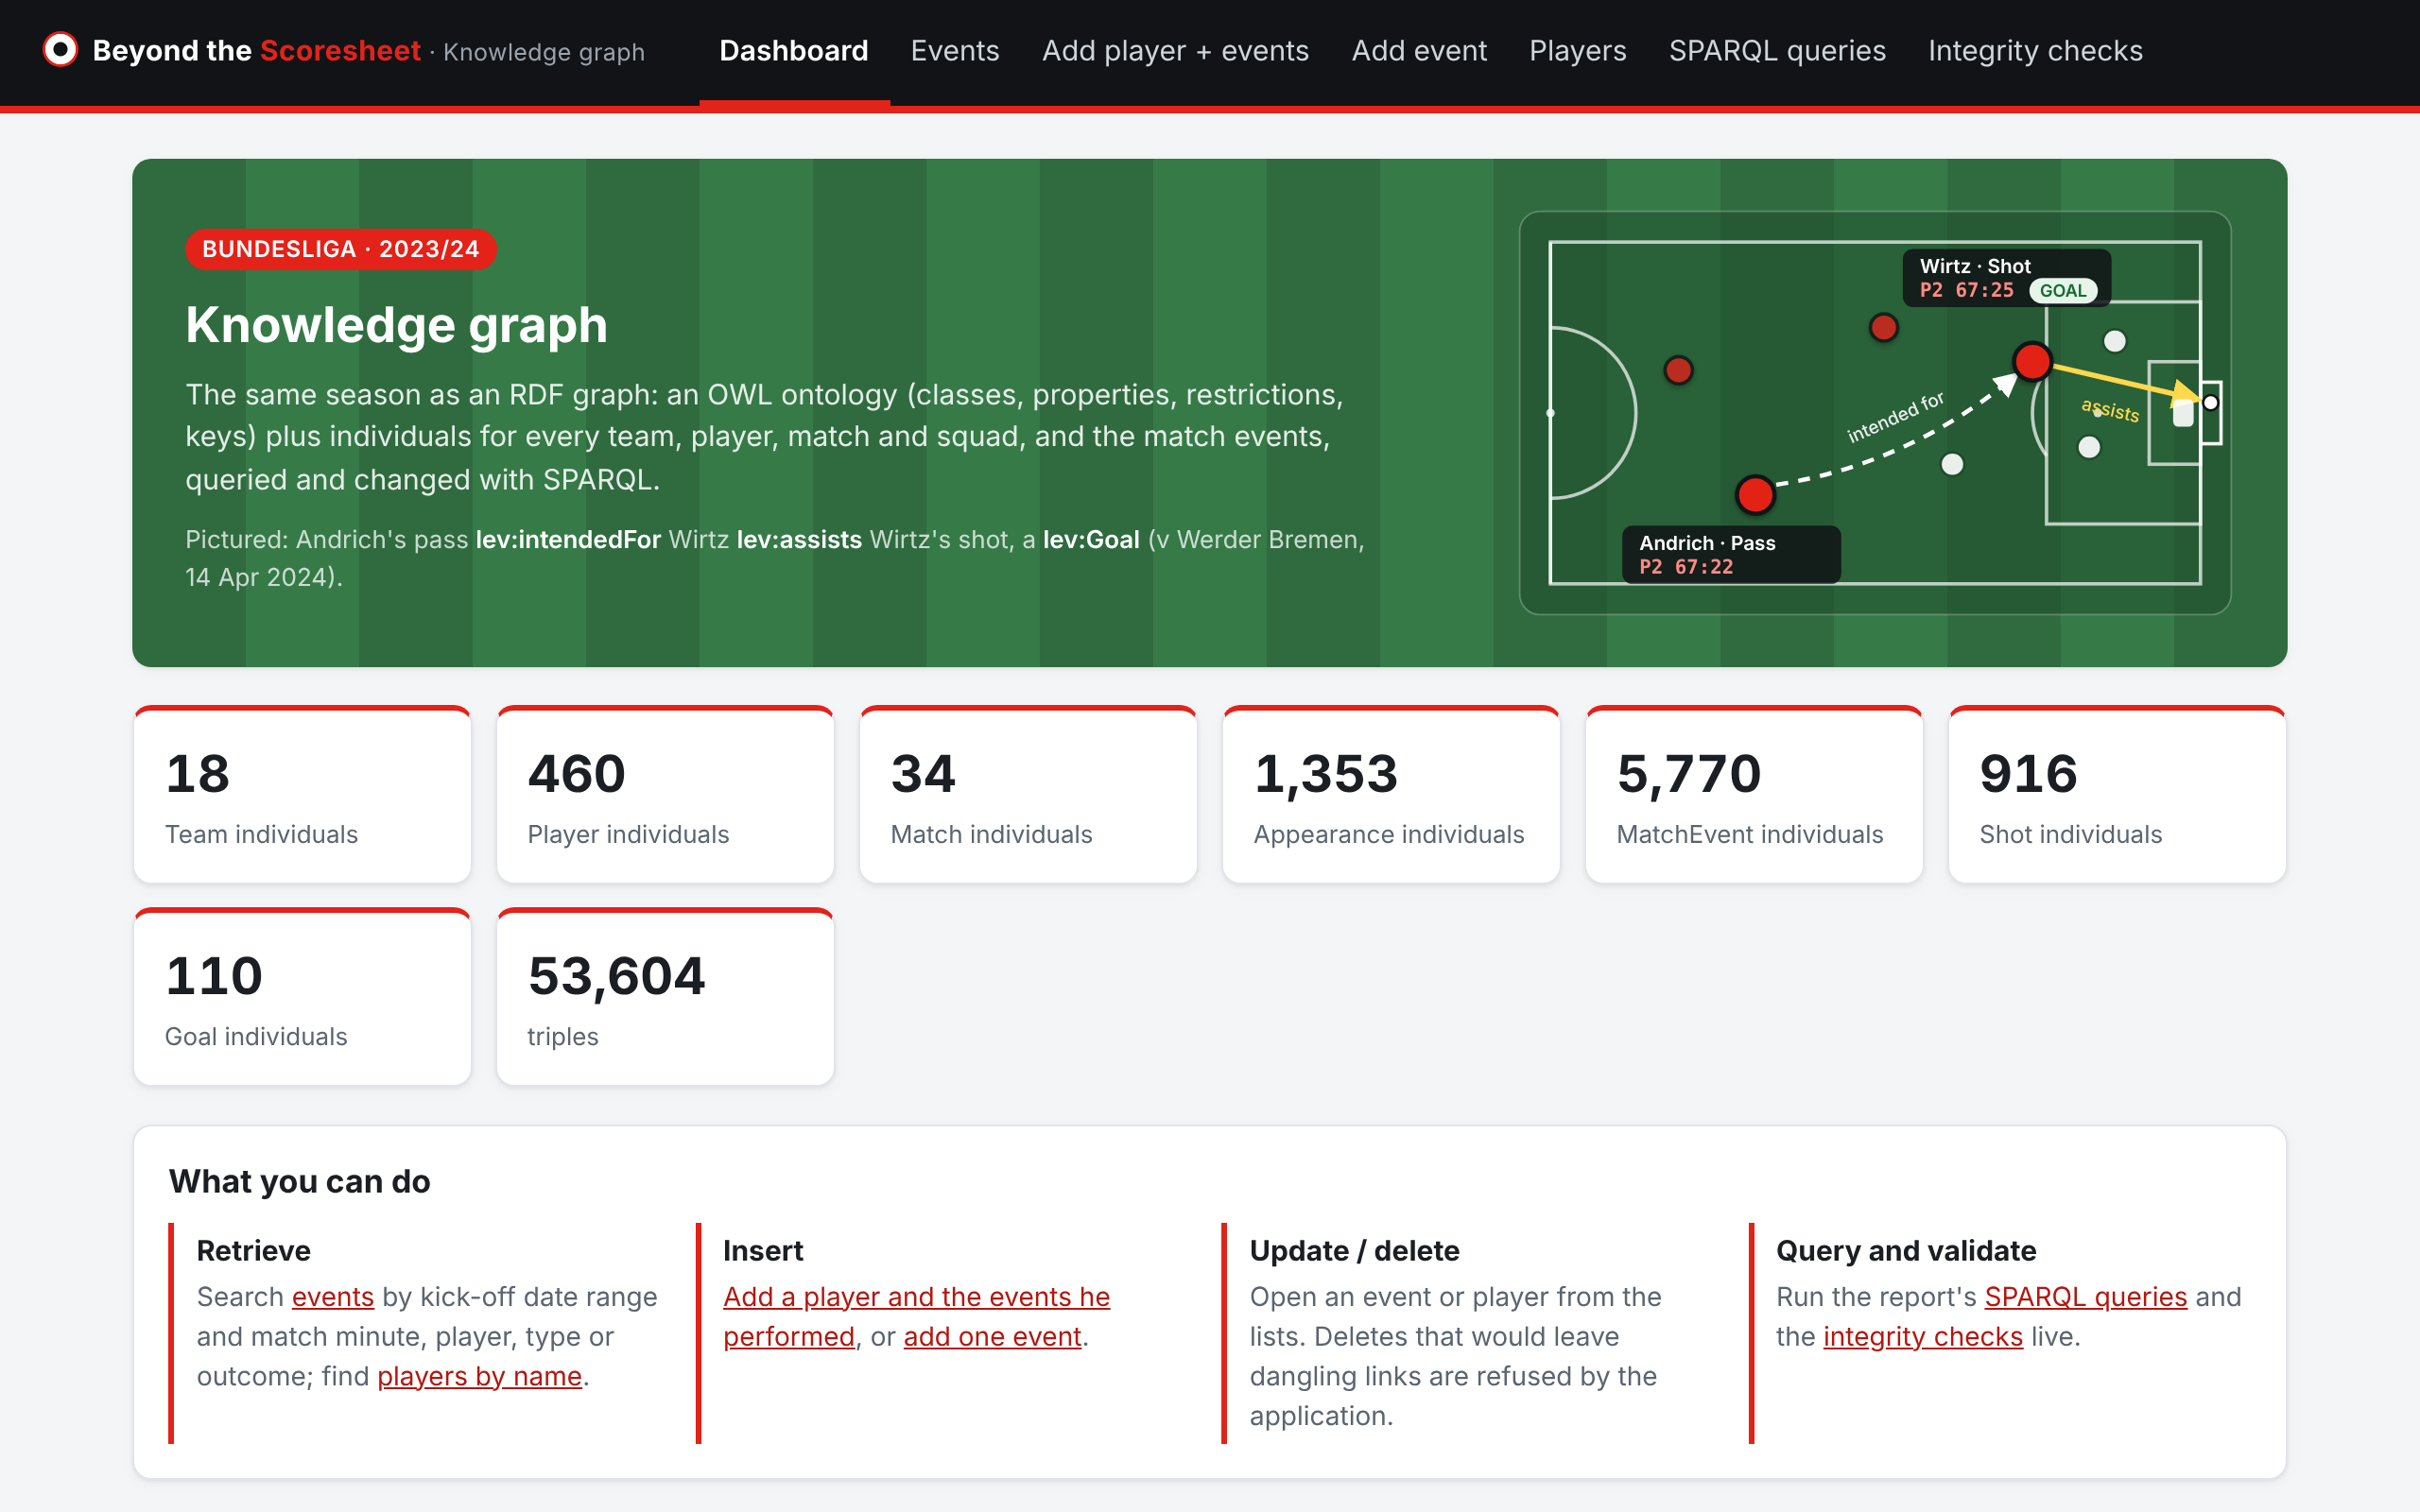 Beyond the Scoresheet · Knowledge graph
Dashboard
Events
Add player + events
Add event
Players
SPARQL queries
Integrity checks
BUNDESLIGA · 2023/24
Knowledge graph
The same season as an RDF graph: an OWL ontology (classes, properties, restrictions,
keys) plus individuals for every team, player, match and squad, and the match events,
queried and changed with SPARQL.
Pictured: Andrich's pass lev:intendedFor Wirtz lev:assists Wirtz's shot, a lev:Goal (v Werder Bremen,
14 Apr 2024).
Wirtz · Shot
P2 67:25 GOAL
intended for
assists
Andrich · Pass
P2 67:22
18
Team individuals
460
Player individuals
34
Match individuals
1,353
Appearance individuals
5,770
MatchEvent individuals
916
Shot individuals
110
Goal individuals
53,604
triples
What you can do
Retrieve
Search events by kick-off date range
and match minute, player, type or
outcome; find players by name.
Insert
Add a player and the events he
performed, or add one event.
Update / delete
Open an event or player from the
lists. Deletes that would leave
dangling links are refused by the
application.
Query and validate
Run the report's SPARQL queries and
the integrity checks live.